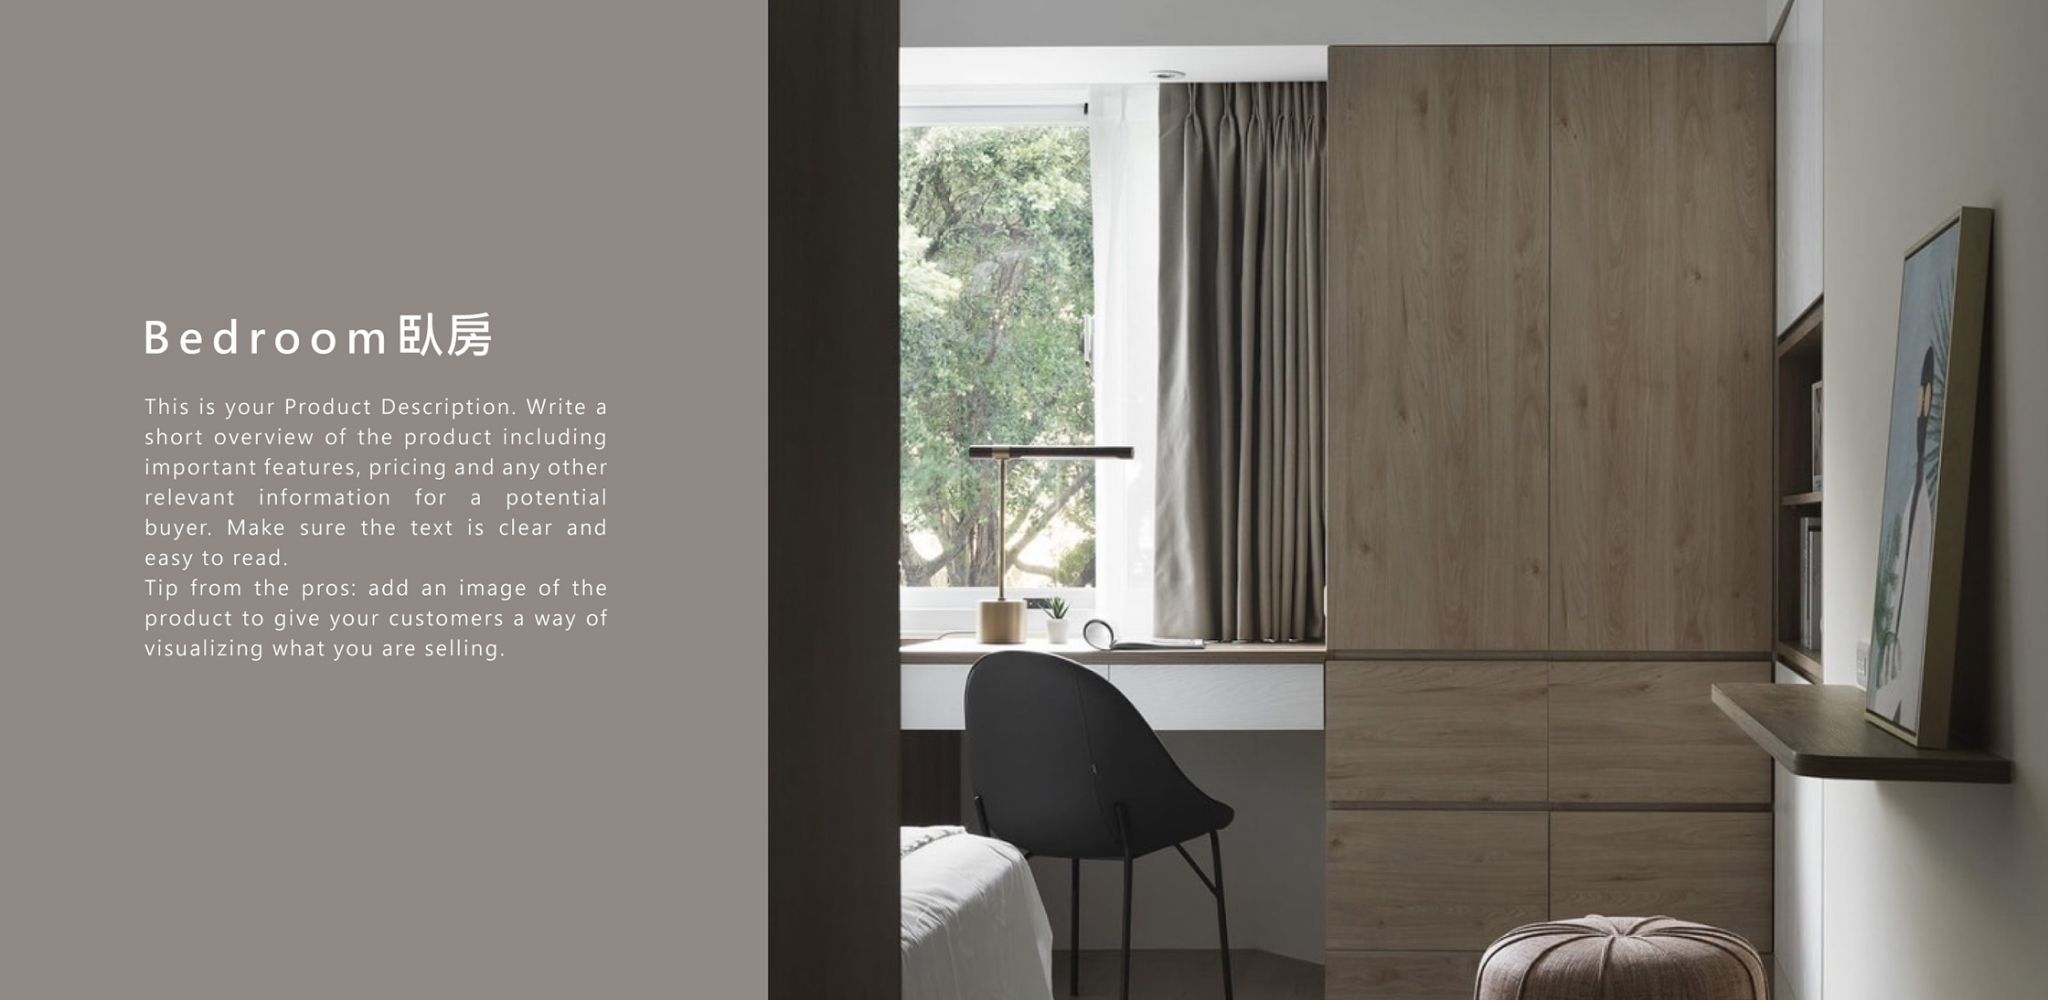 Bedroom臥房
This is your Product Description. Write a
short overview of the product including
important features, pricing and any other
relevant information for a potential
buyer. Make sure the text is clear and
easy to read.
Tip from the pros: add an image of the
product to give your customers a way of
visualizing what you are selling.